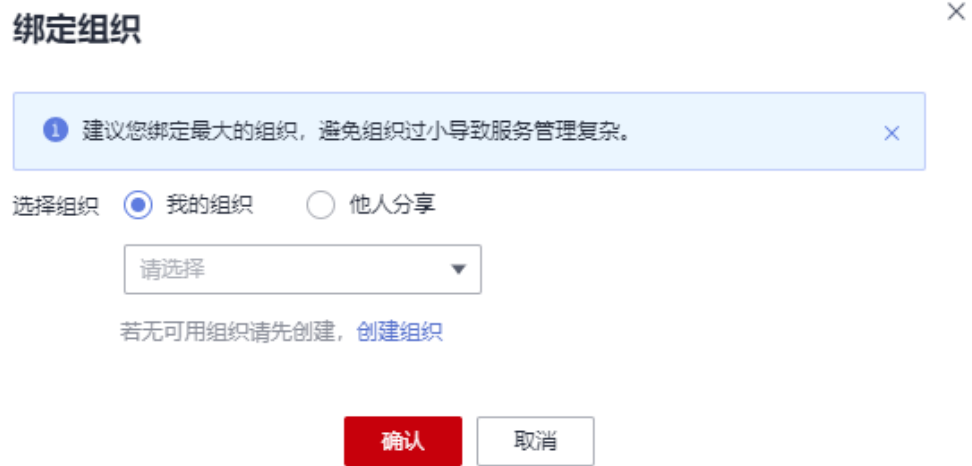 绑定组织
建议您绑定最大的组织，避免组织过小导致服务管理复杂。
选择组织 我的组织 他人分享
请选择
若无可用组织请先创建，创建组织
确认 取消